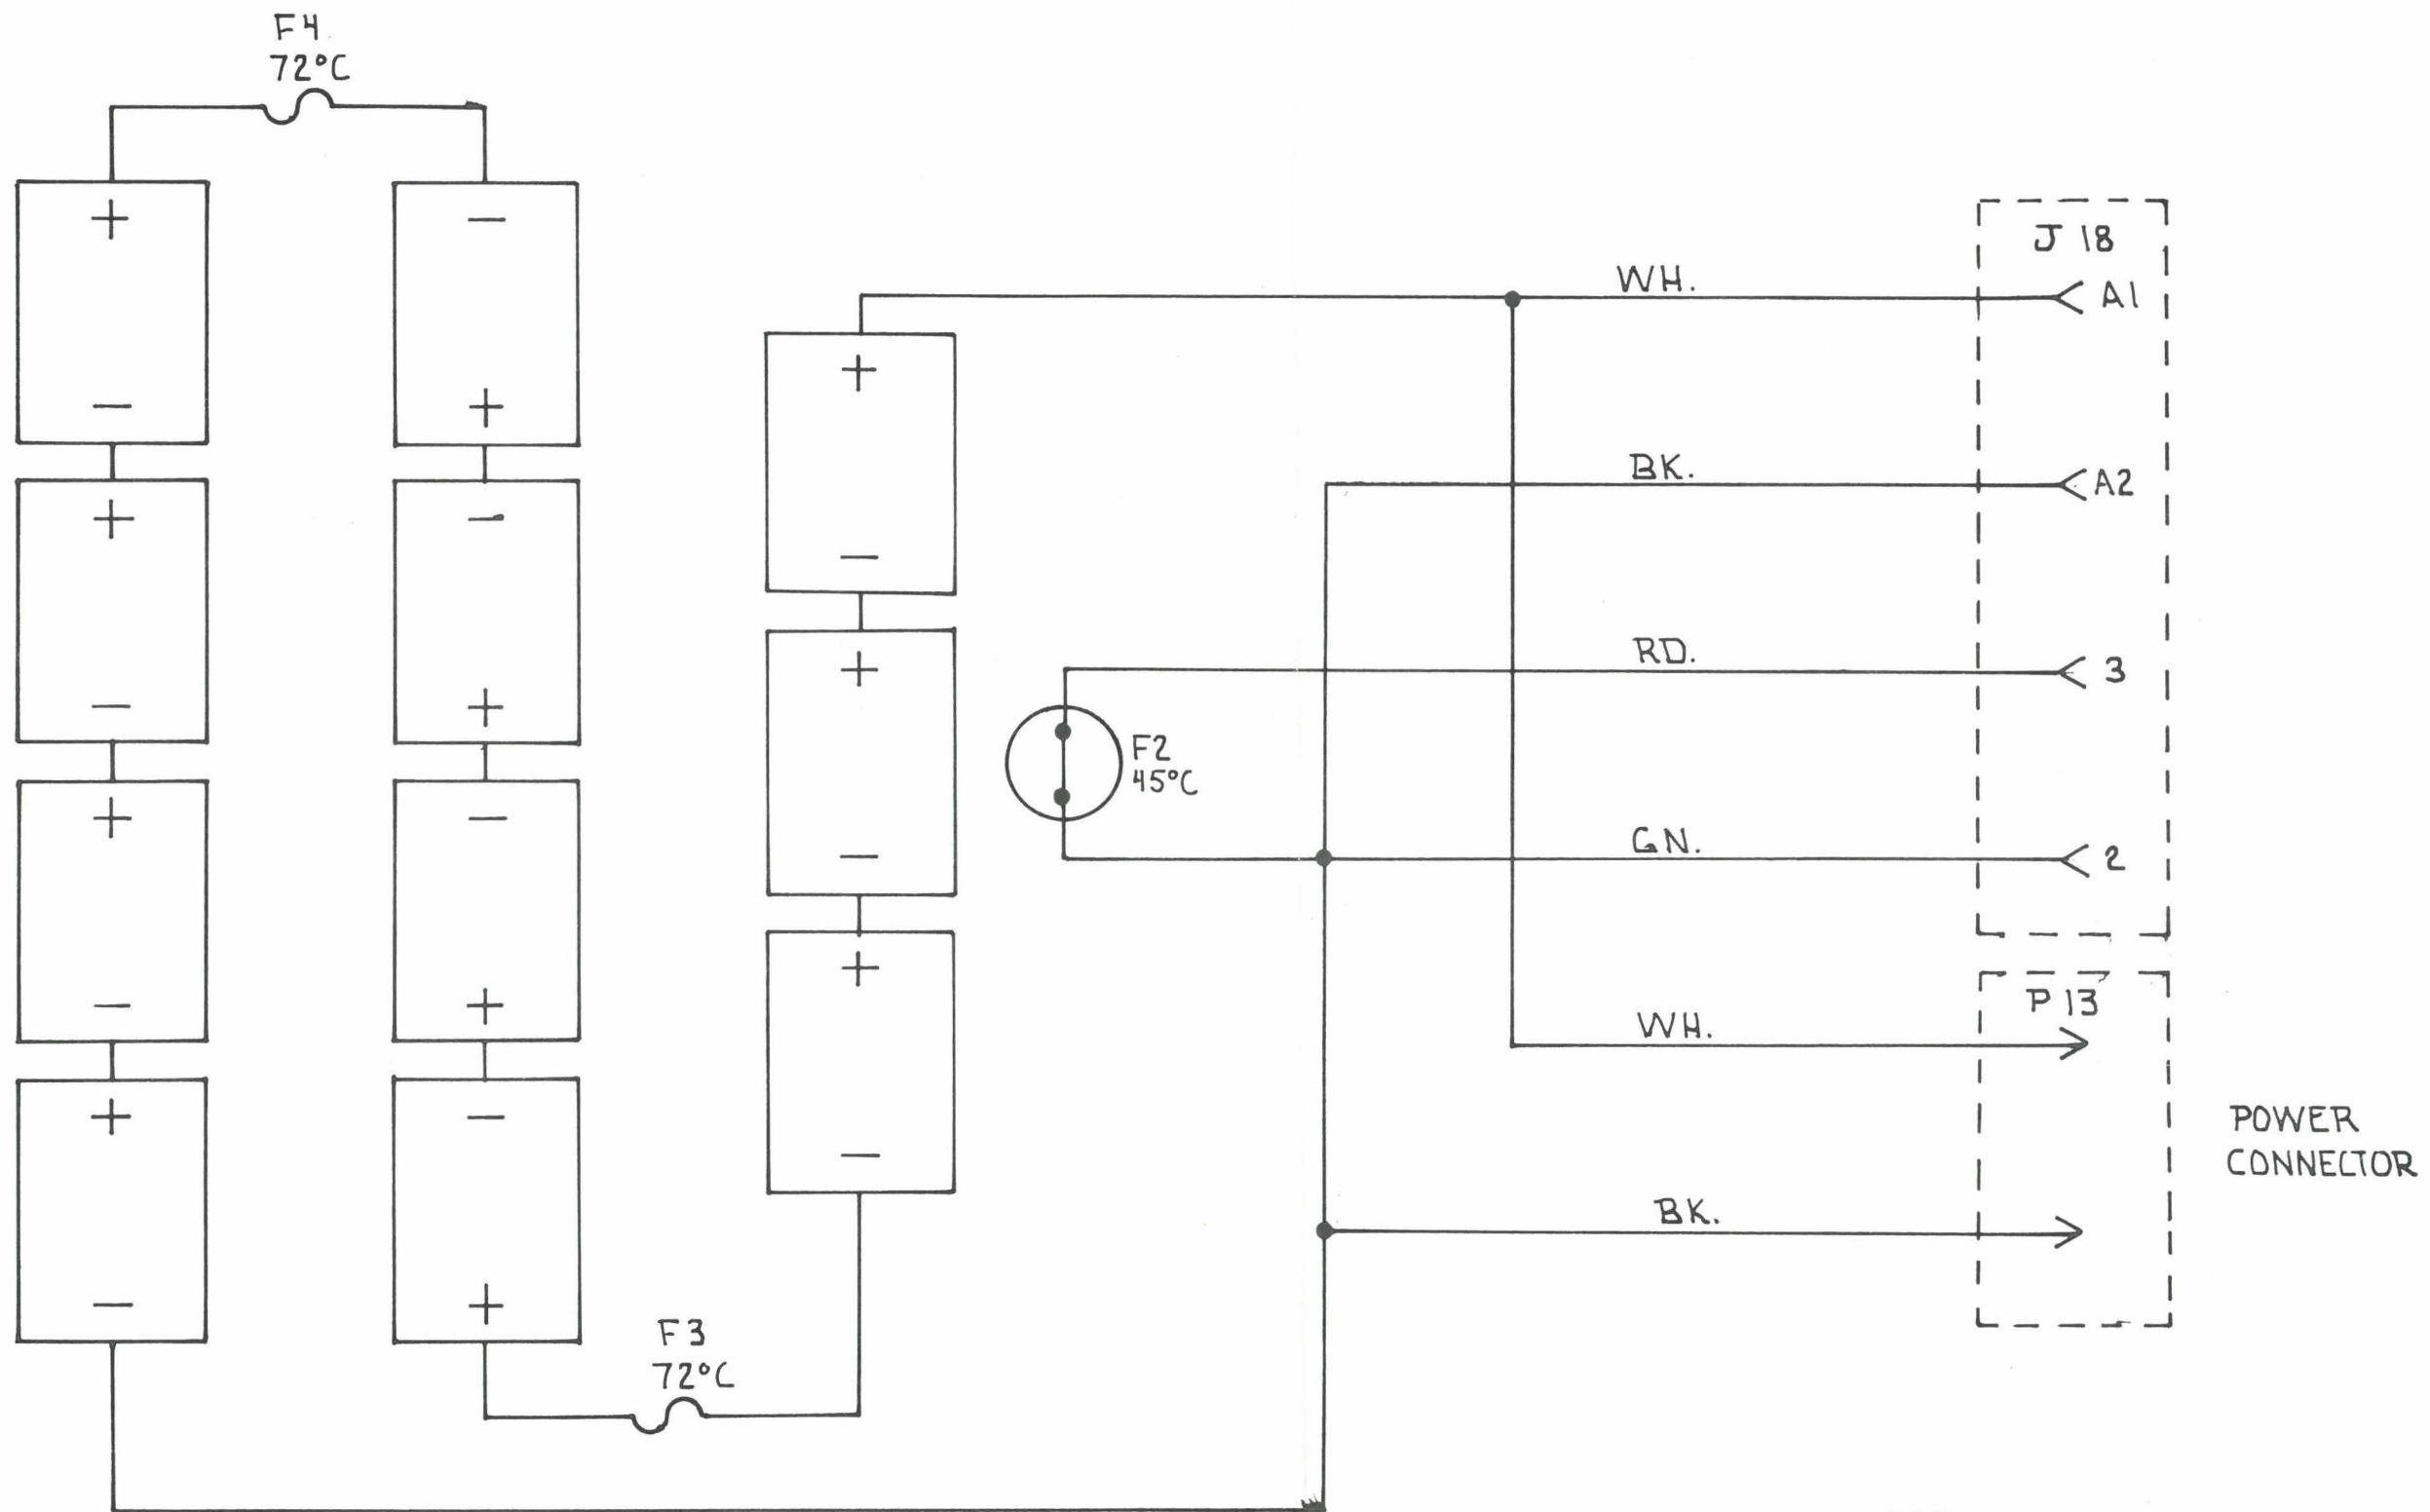 F4
72°C
+
−
+
−
+
−
+
−
−
+
−
+
−
+
−
+
F3
72°C
+
−
+
−
+
−
F2
45°C
WH.
BK.
RD.
GN.
WH.
BK.
J 18
A1
A2
3
2
P 13
POWER
CONNECTOR